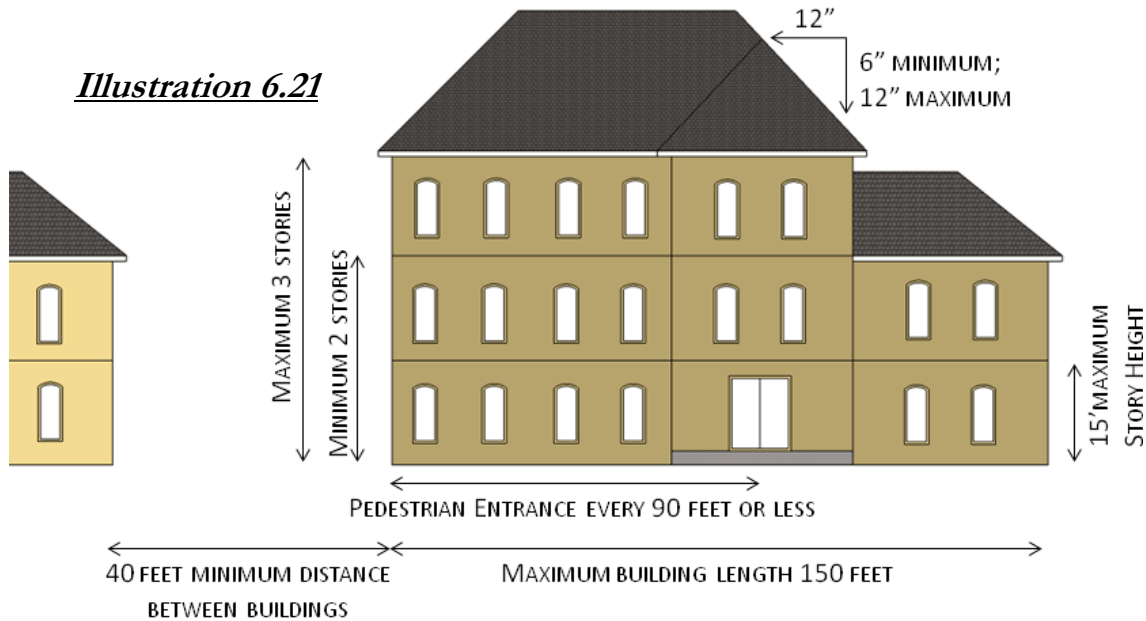 Illustration 6.21
12”
6” MINIMUM;
12” MAXIMUM
MAXIMUM 3 STORIES
MINIMUM 2 STORIES
15’MAXIMUM
STORY HEIGHT
PEDESTRIAN ENTRANCE EVERY 90 FEET OR LESS
40 FEET MINIMUM DISTANCE
BETWEEN BUILDINGS
MAXIMUM BUILDING LENGTH 150 FEET